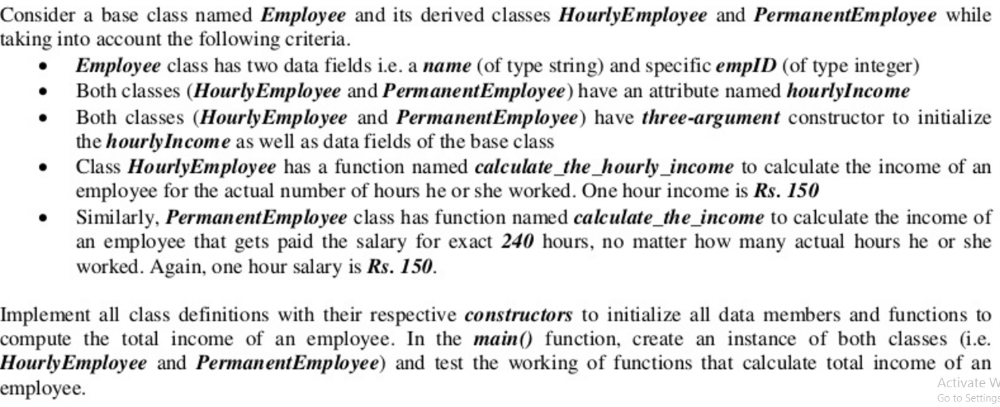 Consider a base class named Employee and its derived classes HourlyEmployee and PermanentEmployee while
taking into account the following criteria.
• Employee class has two data fields i.e. a name (of type string) and specific empID (of type integer)
• Both classes (HourlyEmployee and PermanentEmployee) have an attribute named hourlyIncome
• Both classes (HourlyEmployee and PermanentEmployee) have three-argument constructor to initialize
the hourlyIncome as well as data fields of the base class
• Class HourlyEmployee has a function named calculate_the_hourly_income to calculate the income of an
employee for the actual number of hours he or she worked. One hour income is Rs. 150
• Similarly, PermanentEmployee class has function named calculate_the_income to calculate the income of
an employee that gets paid the salary for exact 240 hours, no matter how many actual hours he or she
worked. Again, one hour salary is Rs. 150.
Implement all class definitions with their respective constructors to initialize all data members and functions to
compute the total income of an employee. In the main() function, create an instance of both classes (i.e.
HourlyEmployee and PermanentEmployee) and test the working of functions that calculate total income of an
employee.
Activate W
Go to Settings